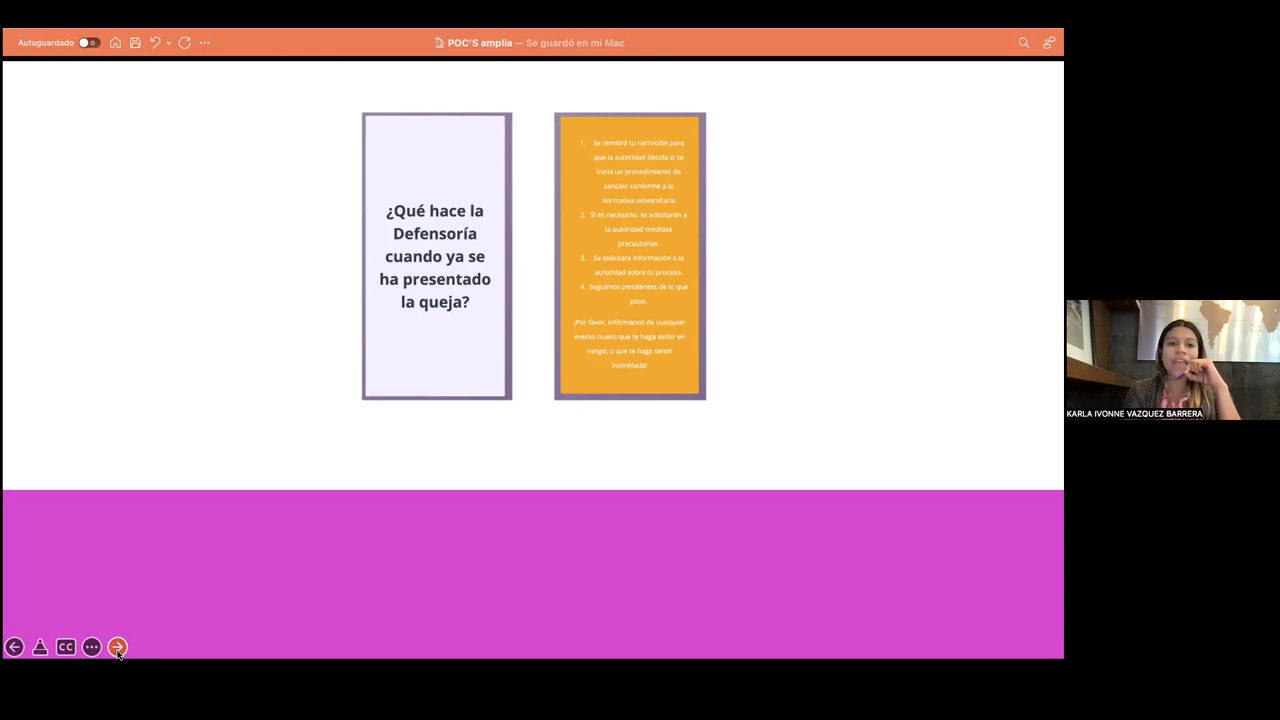 Autoguardado
POC'S amplia — Se guardó en mi Mac
¿Qué hace la
Defensoría
cuando ya se
ha presentado
la queja?
1. Se remitirá tu narración para
que la autoridad decida si se
inicia un procedimiento de
sanción conforme a la
normativa universitaria
2. Si es necesario, se solicitarán a
la autoridad medidas
precautorias.
3. Se solicitará información a la
autoridad sobre tu proceso.
4. Seguimos pendientes de lo que
pase.
¡Por favor, infórmanos de cualquier
evento nuevo que te haga sentir en
riesgo; o que te haga sentir
intimidada!
CC
KARLA IVONNE VAZQUEZ BARRERA